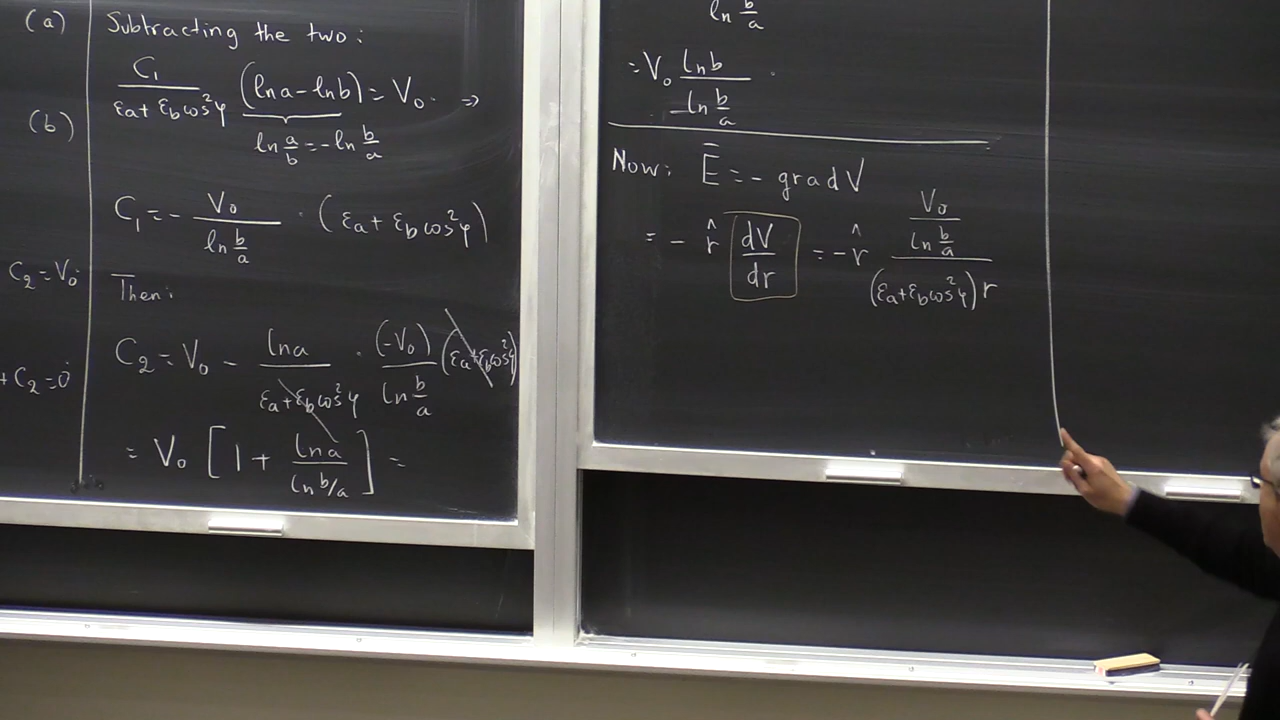 (a)
Subtracting the two:
C₁/(εa + εb cos²φ) (ln a - ln b) = V₀. ⇒
ln a/b = -ln b/a
(b)
C₁ = - V₀/(ln b/a) · (εa + εb cos²φ)
C₂ = V₀
Then:
C₂ = V₀ - ln a/(εa + εb cos²φ) · (-V₀)/(ln b/a) (εa + εb cos²φ)
+ C₂ = 0
= V₀ [1 + ln a/(ln b/a)] =
ln b/a
= V₀ ln b/(ln b/a) .
Now: E̅ = - grad V
= - r̂ dV/dr = - r̂ (V₀/(ln b/a))/((εa + εb cos²φ) r)